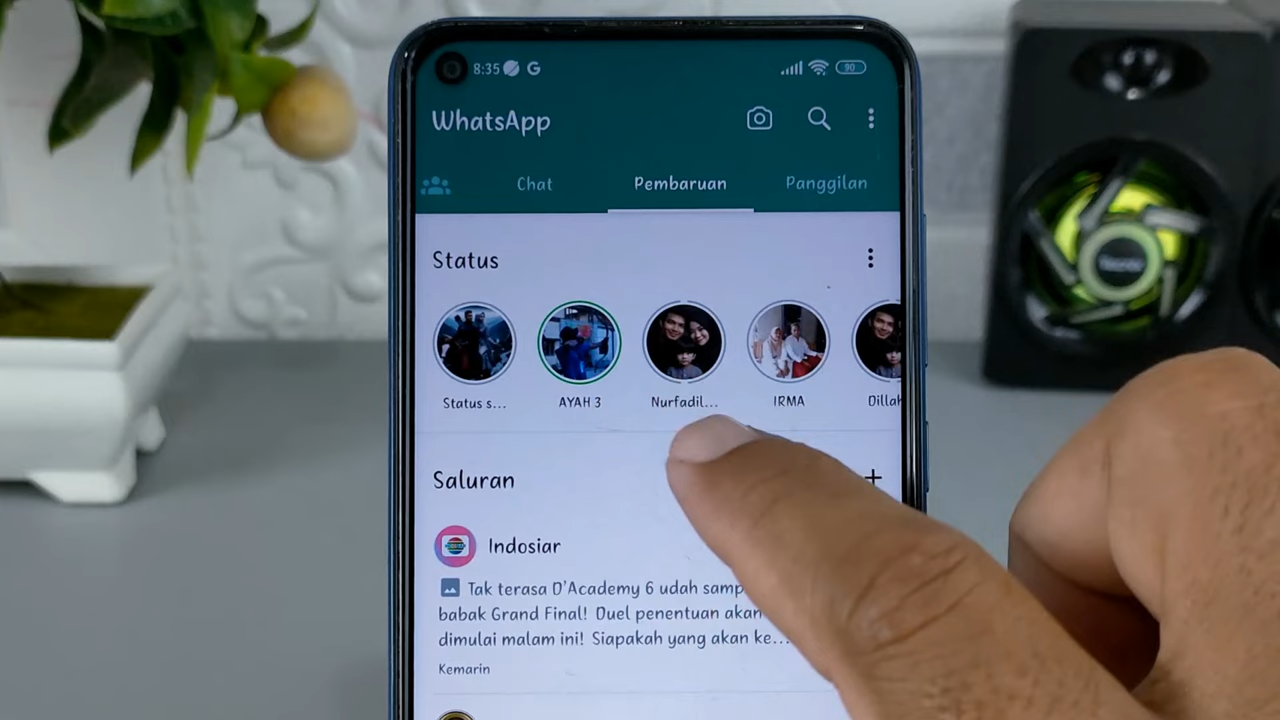 8:35 G 90
WhatsApp
Chat Pembaruan Panggilan
Status
Status s... AYAH 3 Nurfadil... IRMA Dillah
Saluran +
Indosiar
Tak terasa D'Academy 6 udah samp
babak Grand Final! Duel penentuan akan
dimulai malam ini! Siapakah yang akan ke...
Kemarin